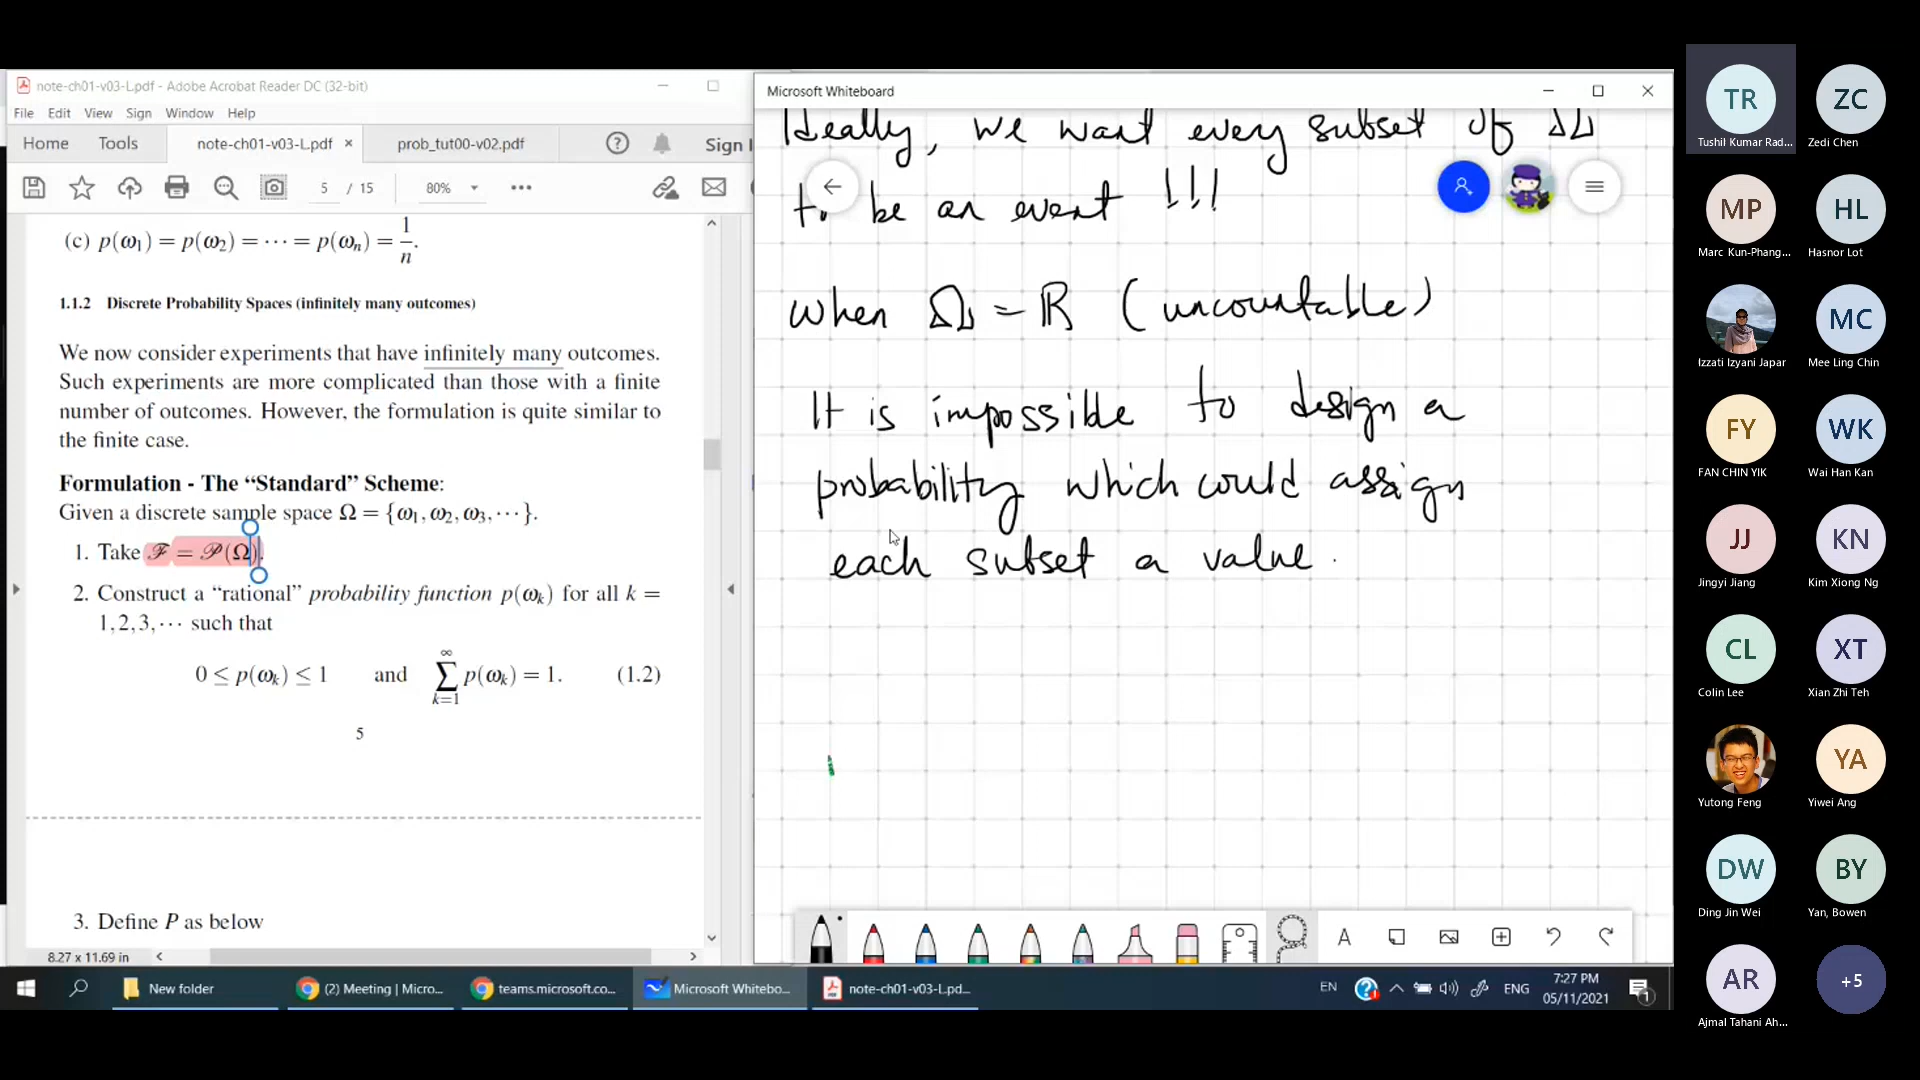 note-ch01-v03-L.pdf - Adobe Acrobat Reader DC (32-bit)
File Edit View Sign Window Help
Home Tools note-ch01-v03-L.pdf × prob_tut00-v02.pdf Sign I
5 / 15 80%
(c) p(ω₁) = p(ω₂) = ··· = p(ωₙ) = 1/n.
1.1.2 Discrete Probability Spaces (infinitely many outcomes)
We now consider experiments that have infinitely many outcomes.
Such experiments are more complicated than those with a finite
number of outcomes. However, the formulation is quite similar to
the finite case.
Formulation - The “Standard” Scheme:
Given a discrete sample space Ω = {ω₁, ω₂, ω₃, ···}.
1. Take ℱ = 𝒫(Ω).
2. Construct a “rational” probability function p(ωₖ) for all k =
1,2,3,··· such that
0 ≤ p(ωₖ) ≤ 1 and ∑_{k=1}^{∞} p(ωₖ) = 1. (1.2)
5
3. Define P as below
8.27 x 11.69 in
Microsoft Whiteboard
Ideally, we want every subset of Ω
to be an event !!!
When Ω = ℝ (uncountable)
It is impossible to design a
probability which could assign
each subset a value.
A
New folder
(2) Meeting | Micro...
teams.microsoft.co...
Microsoft Whitebo...
note-ch01-v03-L.pd...
EN
ENG
7:27 PM
05/11/2021
1
TR
Tushil Kumar Rad...
ZC
Zedi Chen
MP
Marc Kun-Phang...
HL
Hasnor Lot
Izzati Izyani Japar
MC
Mee Ling Chin
FY
FAN CHIN YIK
WK
Wai Han Kan
JJ
Jingyi Jiang
KN
Kim Xiong Ng
CL
Colin Lee
XT
Xian Zhi Teh
Yutong Feng
YA
Yiwei Ang
DW
Ding Jin Wei
BY
Yan, Bowen
AR
Ajmal Tahani Ah...
+5